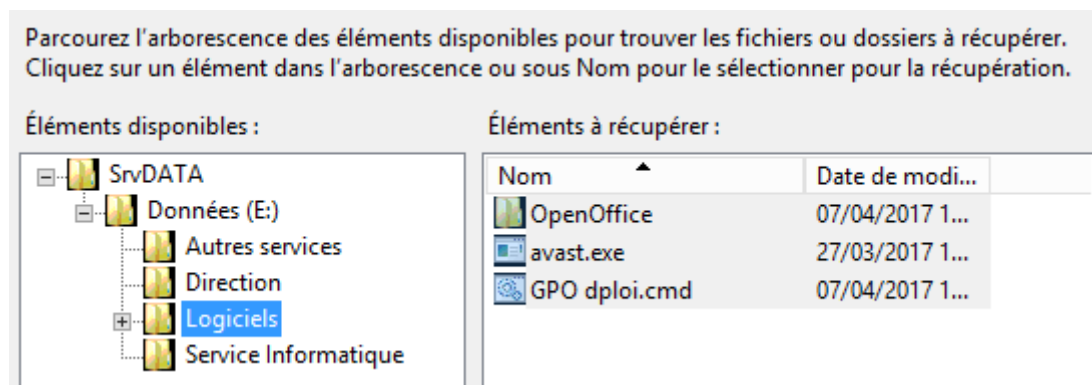 Parcourez l'arborescence des éléments disponibles pour trouver les fichiers ou dossiers à récupérer.
Cliquez sur un élément dans l'arborescence ou sous Nom pour le sélectionner pour la récupération.
Éléments disponibles :
SrvDATA
Données (E:)
Autres services
Direction
Logiciels
Service Informatique
Éléments à récupérer :
Nom Date de modi...
OpenOffice 07/04/2017 1...
avast.exe 27/03/2017 1...
GPO dploi.cmd 07/04/2017 1...